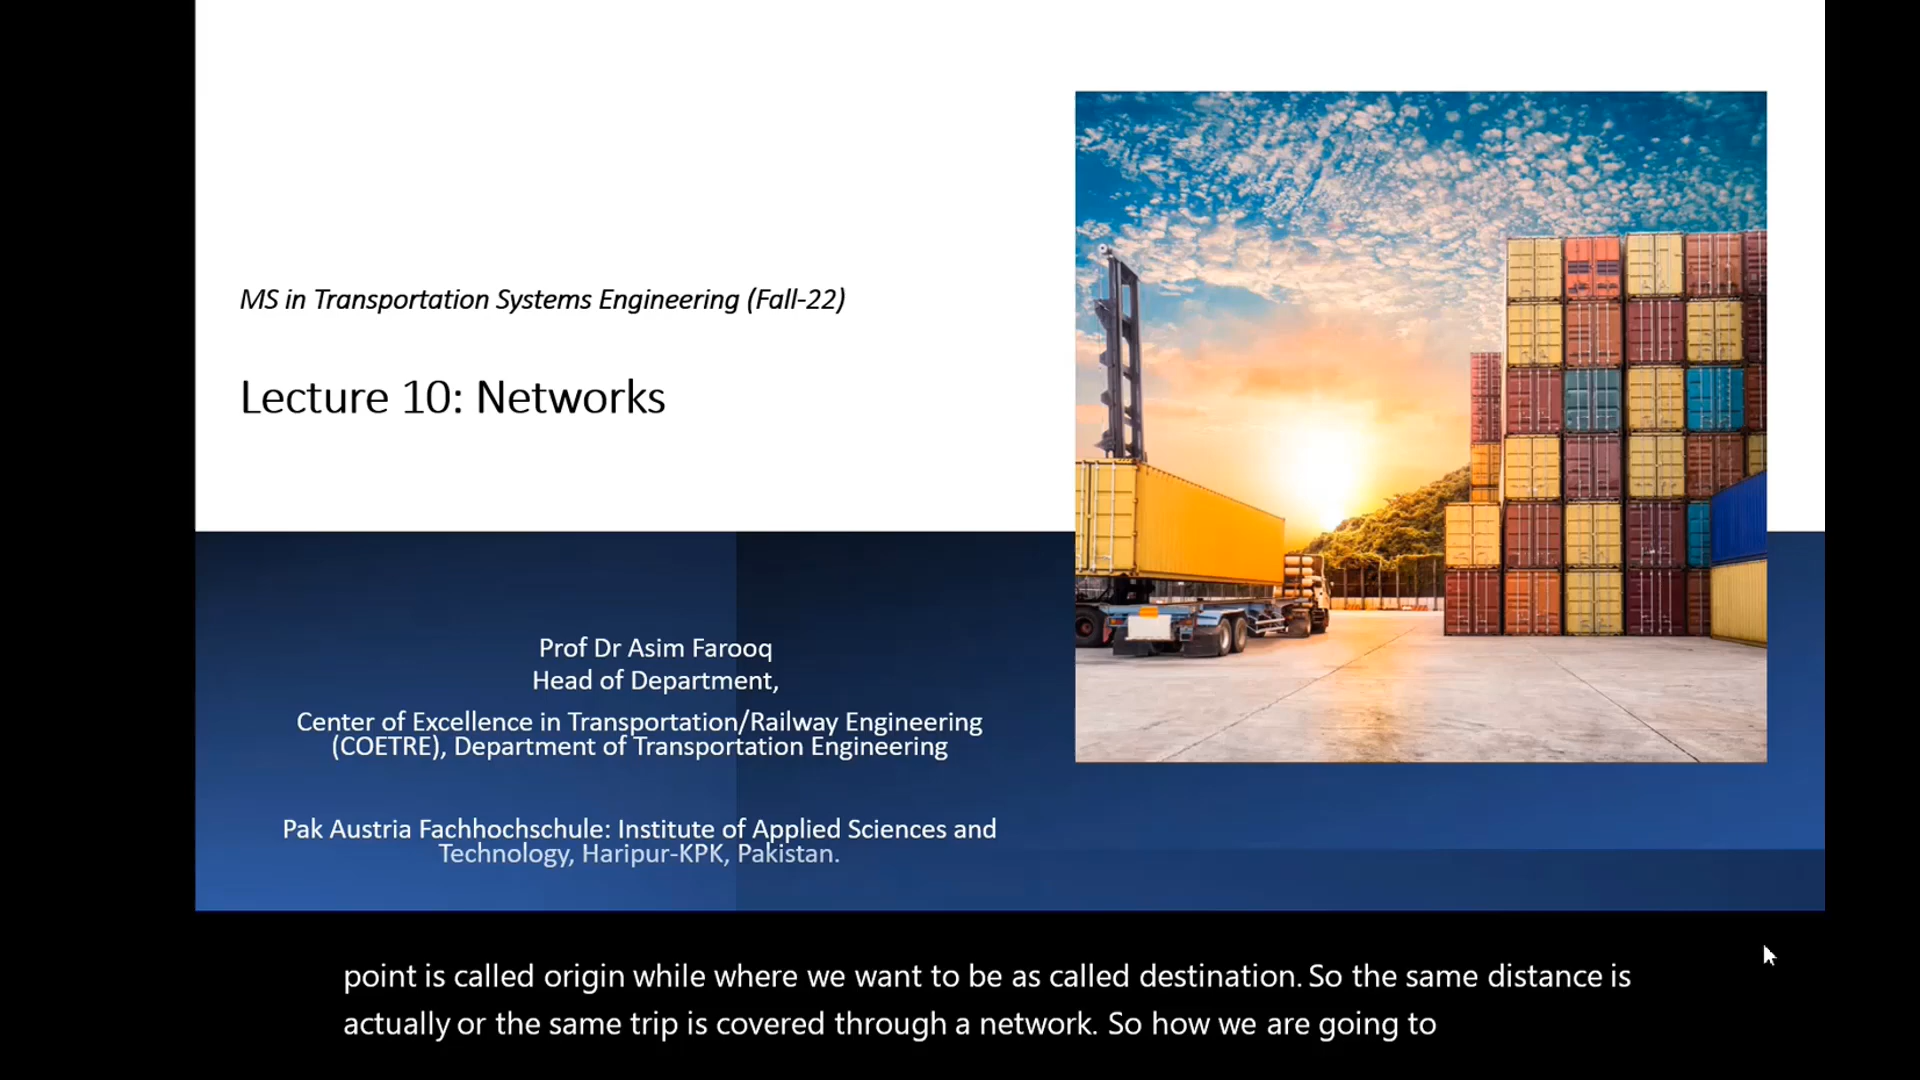 MS in Transportation Systems Engineering (Fall-22)
Lecture 10: Networks
Prof Dr Asim Farooq
Head of Department,
Center of Excellence in Transportation/Railway Engineering
(COETRE), Department of Transportation Engineering
Pak Austria Fachhochschule: Institute of Applied Sciences and
Technology, Haripur-KPK, Pakistan.
point is called origin while where we want to be as called destination. So the same distance is
actually or the same trip is covered through a network. So how we are going to